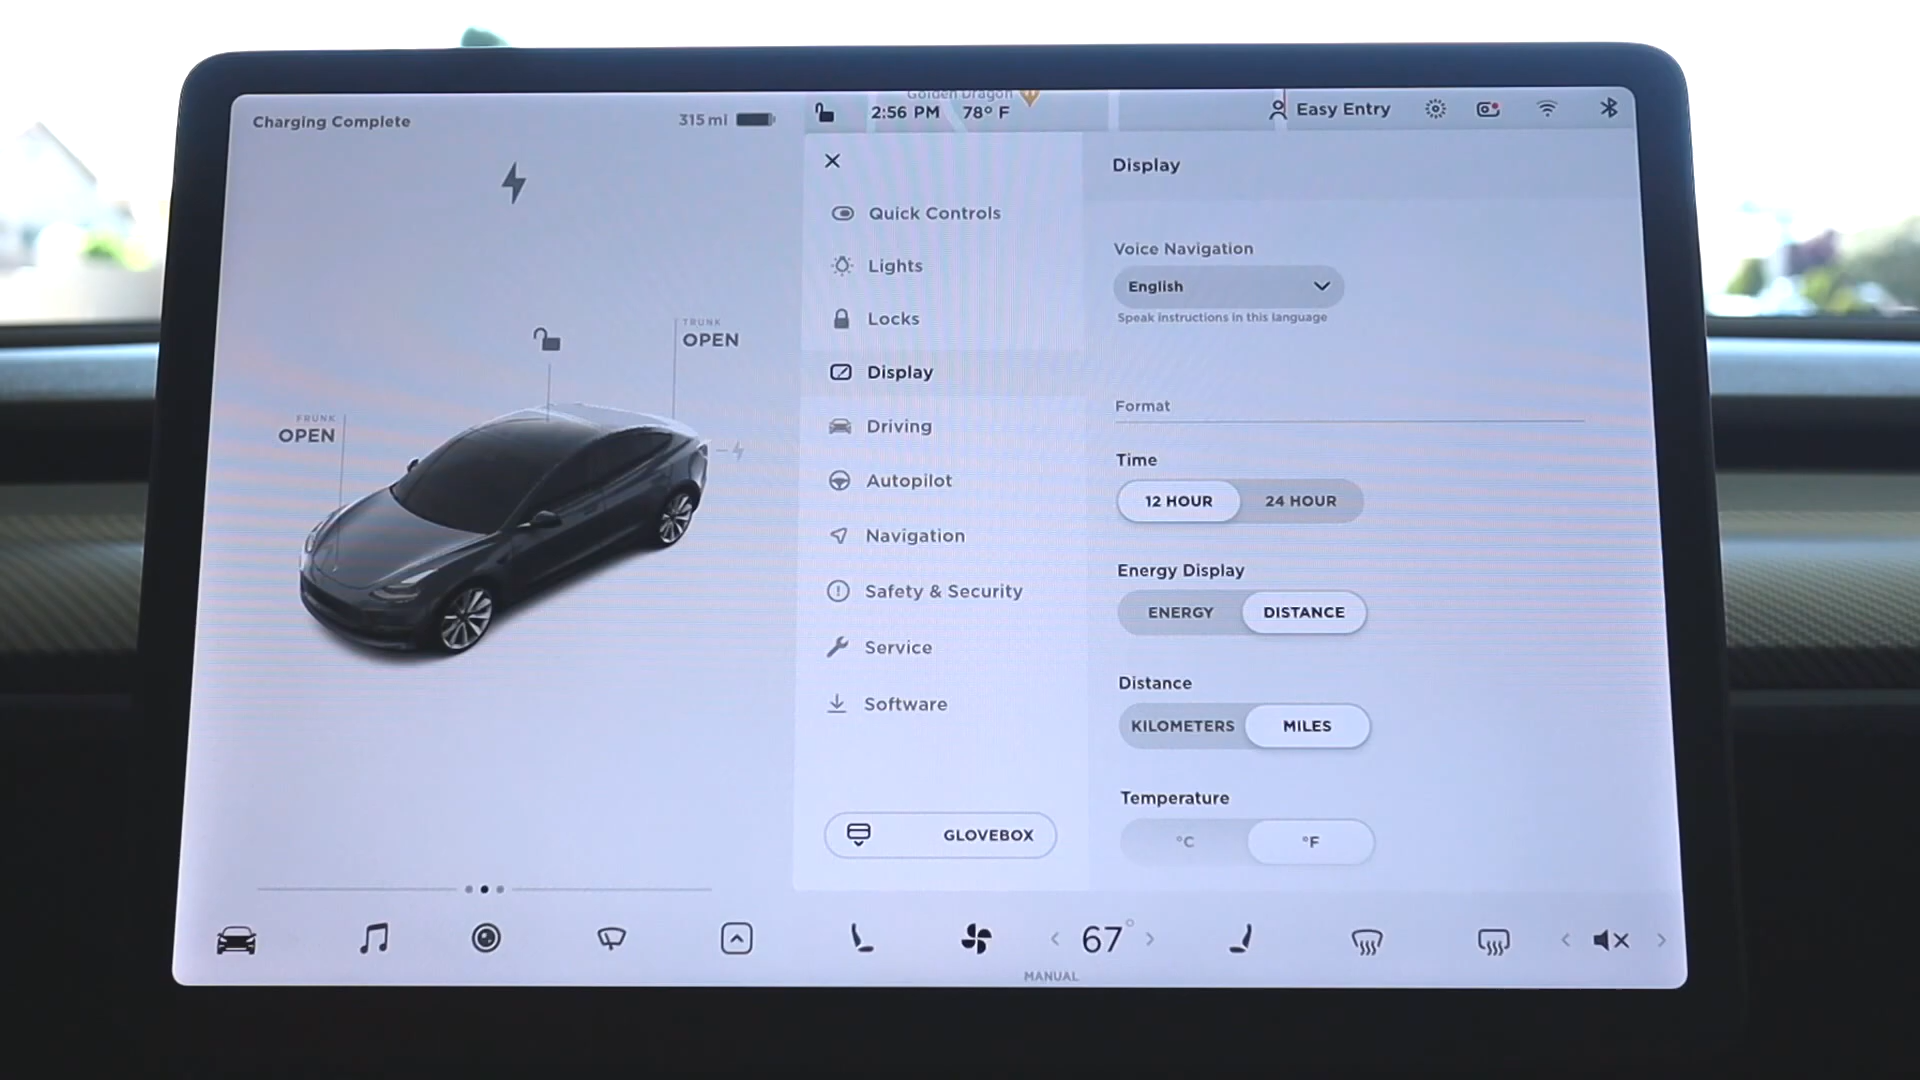 Charging Complete
315 mi
Golden Dragon
2:56 PM 78° F
Easy Entry
TRUNK
OPEN
FRUNK
OPEN
Quick Controls
Lights
Locks
Display
Driving
Autopilot
Navigation
Safety & Security
Service
Software
GLOVEBOX
Display
Voice Navigation
English
Speak instructions in this language
Format
Time
12 HOUR 24 HOUR
Energy Display
ENERGY DISTANCE
Distance
KILOMETERS MILES
Temperature
°C °F
67°
MANUAL